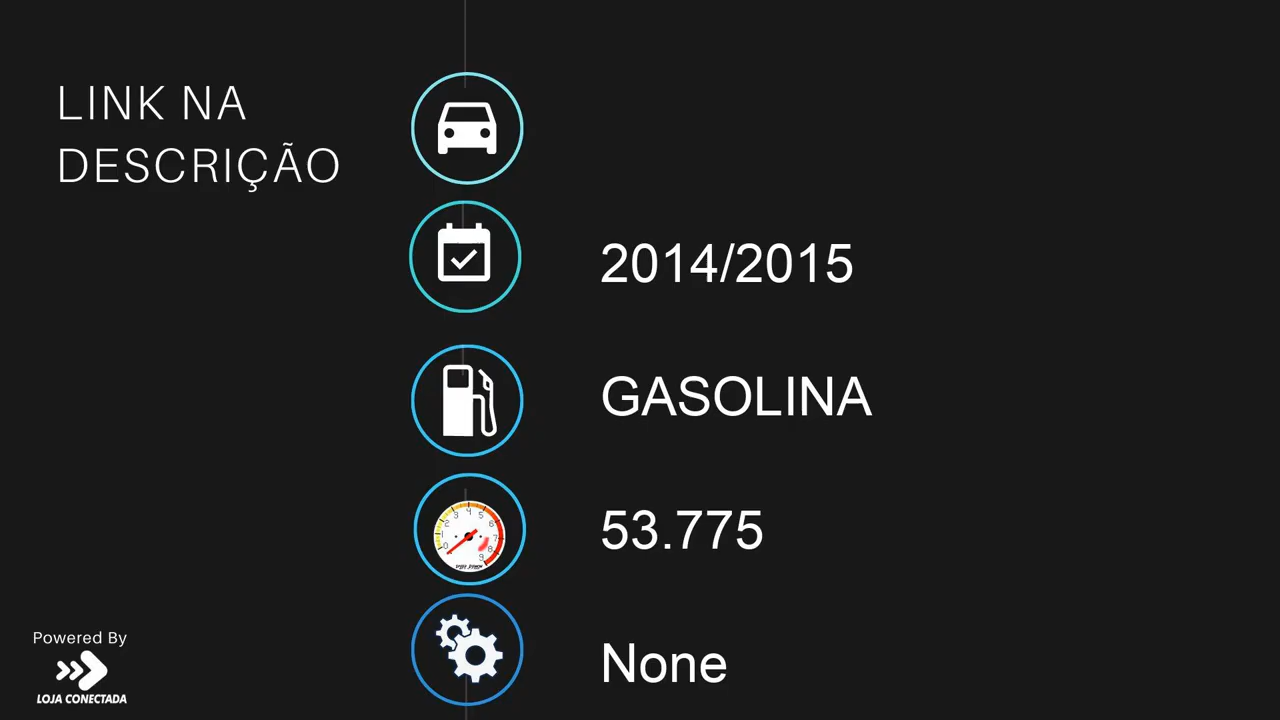 LINK NA
DESCRIÇÃO
2014/2015
GASOLINA
53.775
None
Powered By
LOJA CONECTADA